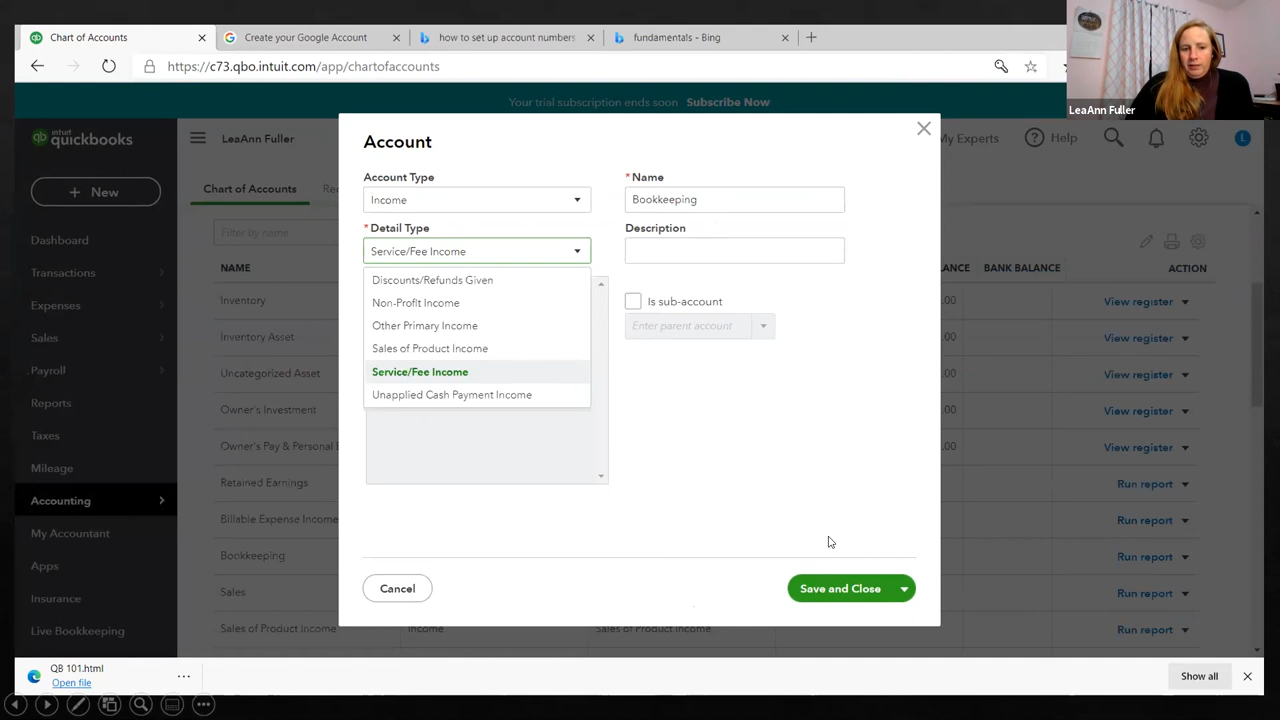 Chart of Accounts
Create your Google Account
how to set up account numbers
fundamentals - Bing
https://c73.qbo.intuit.com/app/chartofaccounts
LeaAnn Fuller
Your trial subscription ends soon Subscribe Now
intuit quickbooks
LeaAnn Fuller
My Experts
Help
L
+ New
Chart of Accounts
Filter by name
NAME
BANK BALANCE
ACTION
Dashboard
Transactions
Expenses
Sales
Payroll
Reports
Taxes
Mileage
Accounting
My Accountant
Apps
Insurance
Live Bookkeeping
Inventory
View register
Inventory Asset
View register
Uncategorized Asset
View register
Owner's Investment
View register
Owner's Pay & Personal
View register
Retained Earnings
Run report
Billable Expense Income
Run report
Bookkeeping
Run report
Sales
Run report
Sales of Product Income
Income
Sales of Product Income
Run report
Account
Account Type
Income
* Name
Bookkeeping
* Detail Type
Service/Fee Income
Description
Discounts/Refunds Given
Non-Profit Income
Other Primary Income
Sales of Product Income
Service/Fee Income
Unapplied Cash Payment Income
Is sub-account
Enter parent account
Cancel
Save and Close
QB 101.html
Open file
Show all